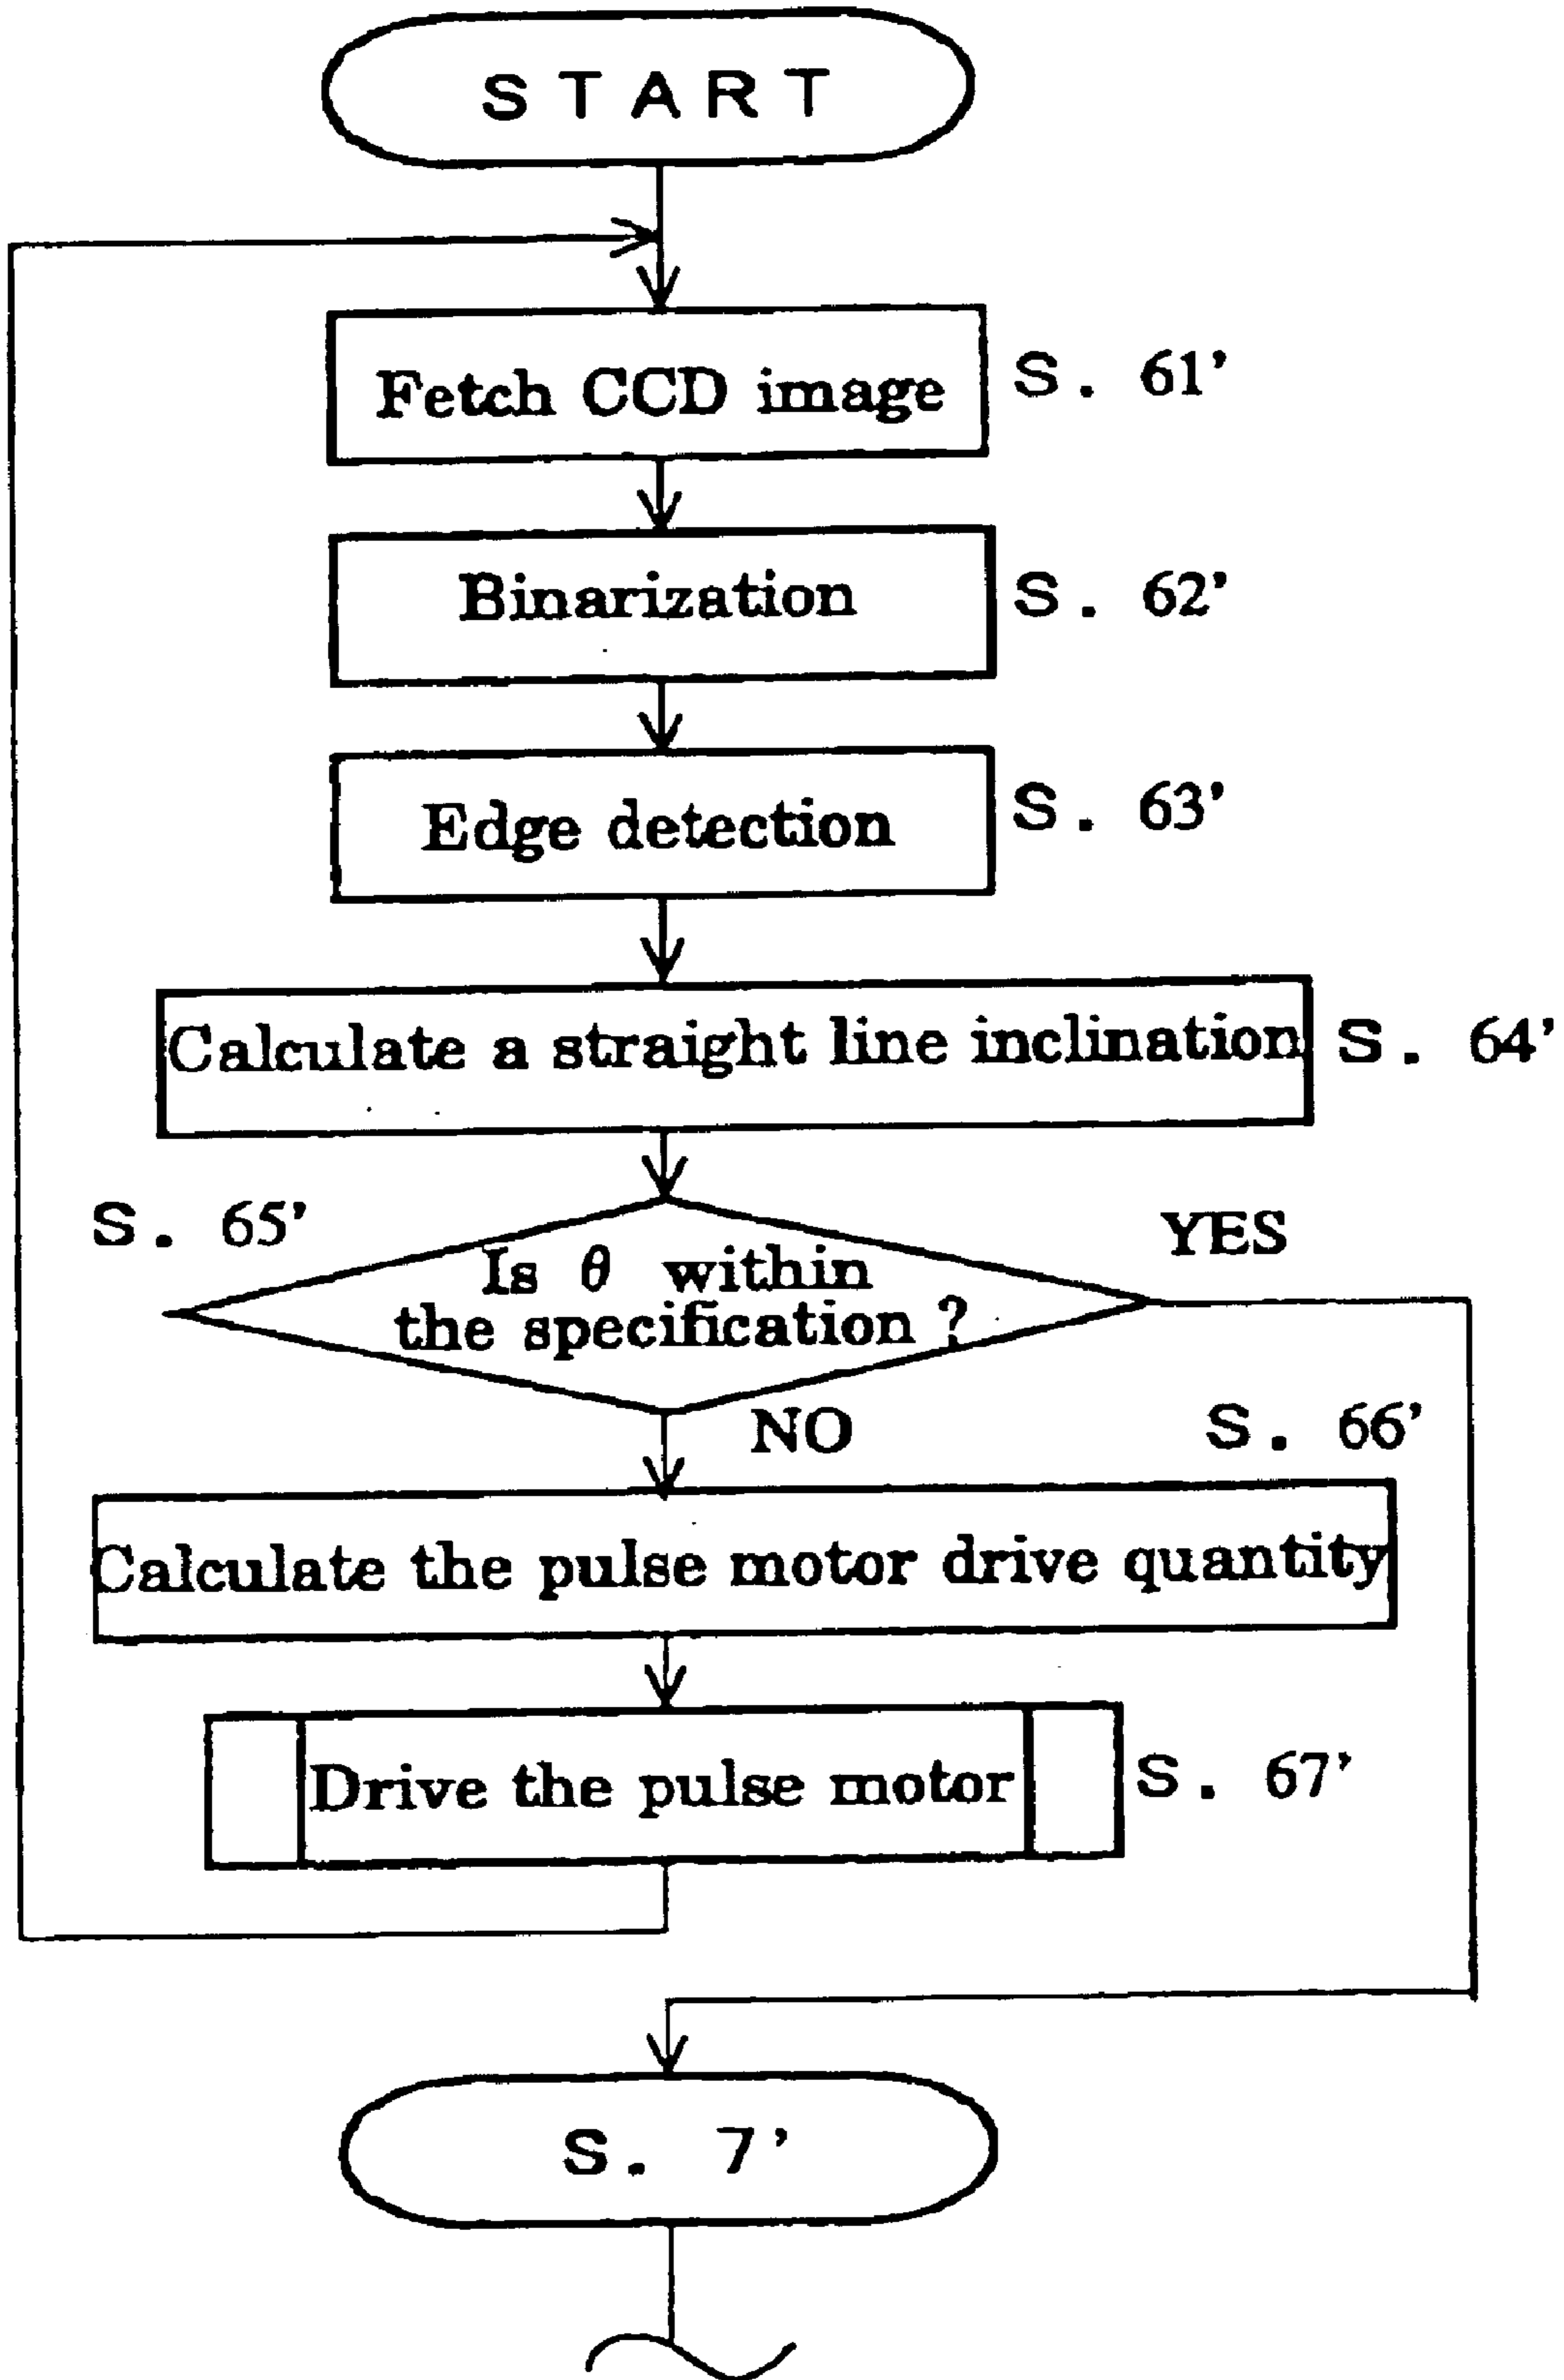 START
Fetch CCD image
S. 61'
Binarization
S. 62'
Edge detection
S. 63'
Calculate a straight line inclination
S. 64'
S. 65'
Is θ within
the specification ?
YES
NO
S. 66'
Calculate the pulse motor drive quantity
Drive the pulse motor
S. 67'
S. 7'